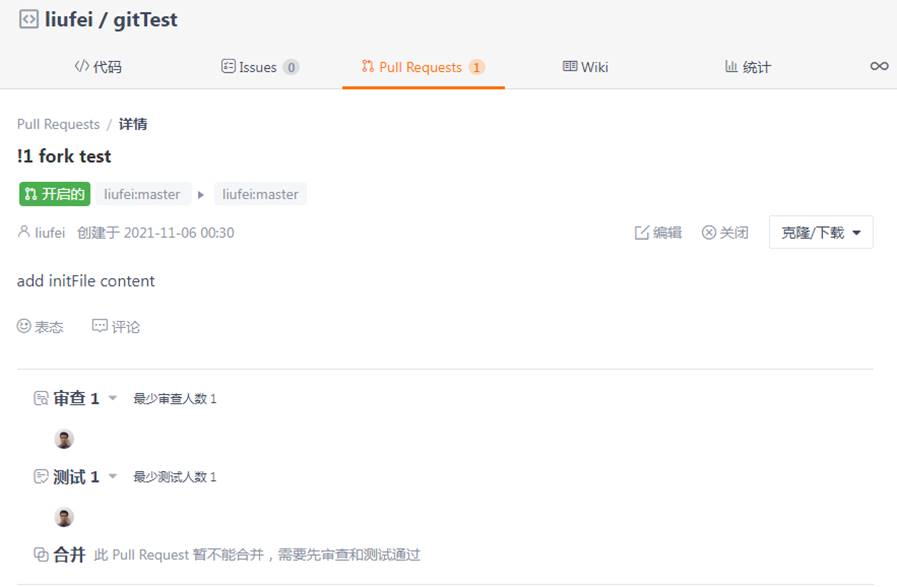 liufei / gitTest
代码 Issues 0 Pull Requests 1 Wiki 统计
Pull Requests / 详情
!1 fork test
开启的 liufei:master liufei:master
liufei 创建于 2021-11-06 00:30 编辑 关闭 克隆/下载
add initFile content
表态 评论
审查 1 最少审查人数 1
测试 1 最少测试人数 1
合并 此 Pull Request 暂不能合并，需要先审查和测试通过